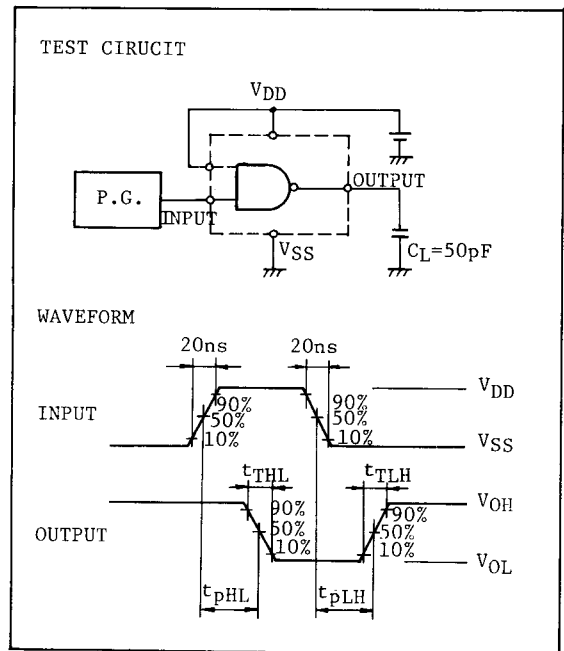 TEST CIRUCIT
VDD
P.G.
INPUT
OUTPUT
VSS
CL=50pF
WAVEFORM
20ns 20ns
INPUT
90% 90%
50% 50%
10% 10%
VDD
VSS
tTHL tTLH
OUTPUT
90% 90%
50% 50%
10% 10%
VOH
VOL
tpHL tpLH